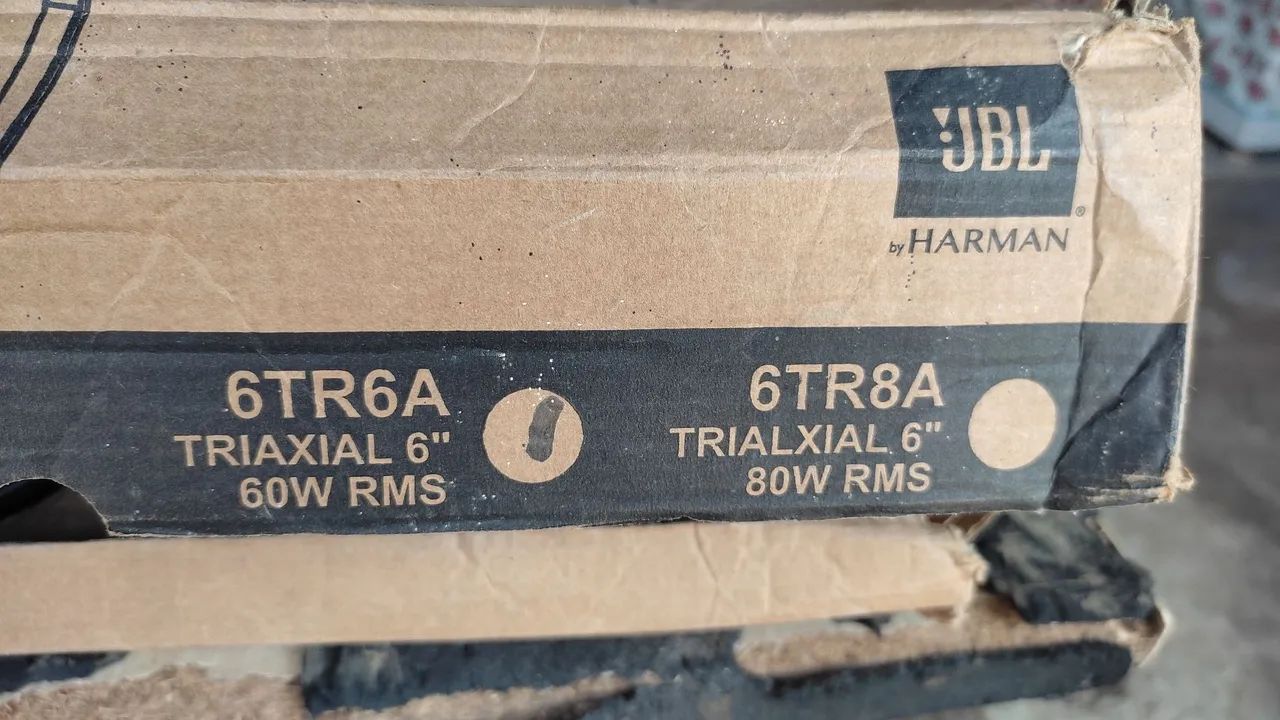 JBL
®
by HARMAN
6TR6A
TRIAXIAL 6"
60W RMS
6TR8A
TRIALXIAL 6"
80W RMS